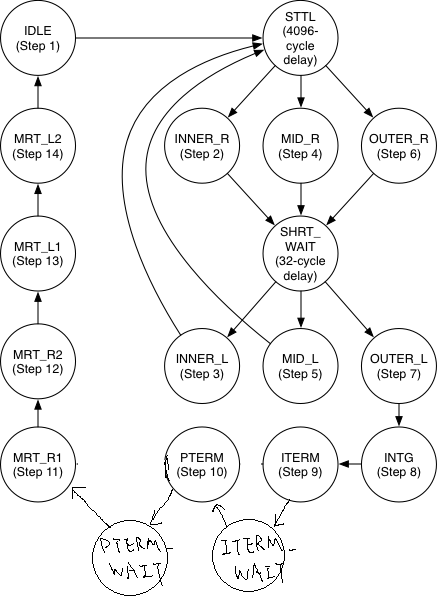 IDLE
(Step 1)
STTL
(4096-
cycle
delay)
MRT_L2
(Step 14)
INNER_R
(Step 2)
MID_R
(Step 4)
OUTER_R
(Step 6)
MRT_L1
(Step 13)
SHRT_
WAIT
(32-cycle
delay)
MRT_R2
(Step 12)
INNER_L
(Step 3)
MID_L
(Step 5)
OUTER_L
(Step 7)
MRT_R1
(Step 11)
PTERM
(Step 10)
ITERM
(Step 9)
INTG
(Step 8)
PTERM-
WAIT
ITERM-
WAIT